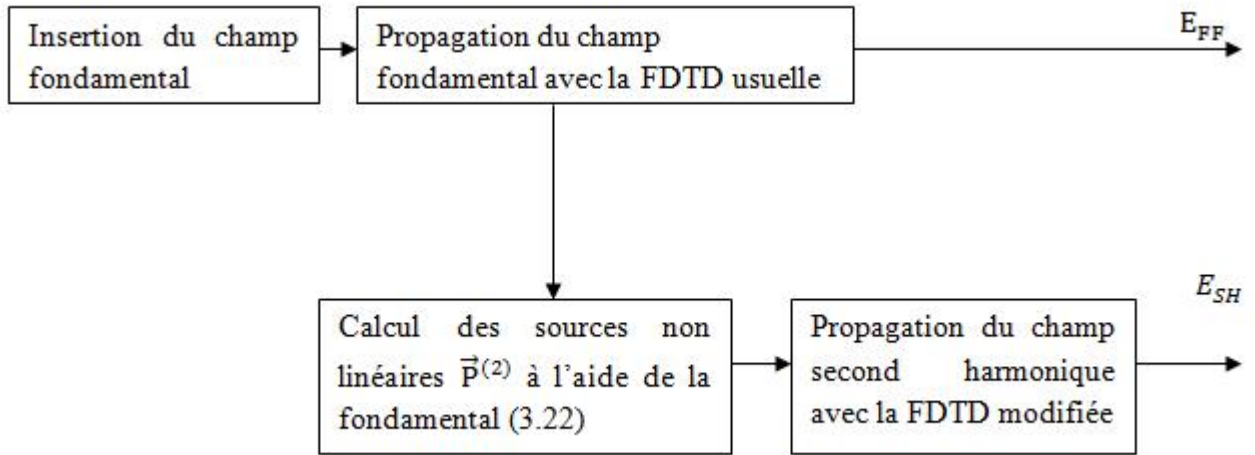 Insertion du champ
fondamental
Propagation du champ
fondamental avec la FDTD usuelle
E_FF
Calcul des sources non
linéaires P⃗⁽²⁾ à l'aide de la
fondamental (3.22)
Propagation du champ
second harmonique
avec la FDTD modifiée
E_SH